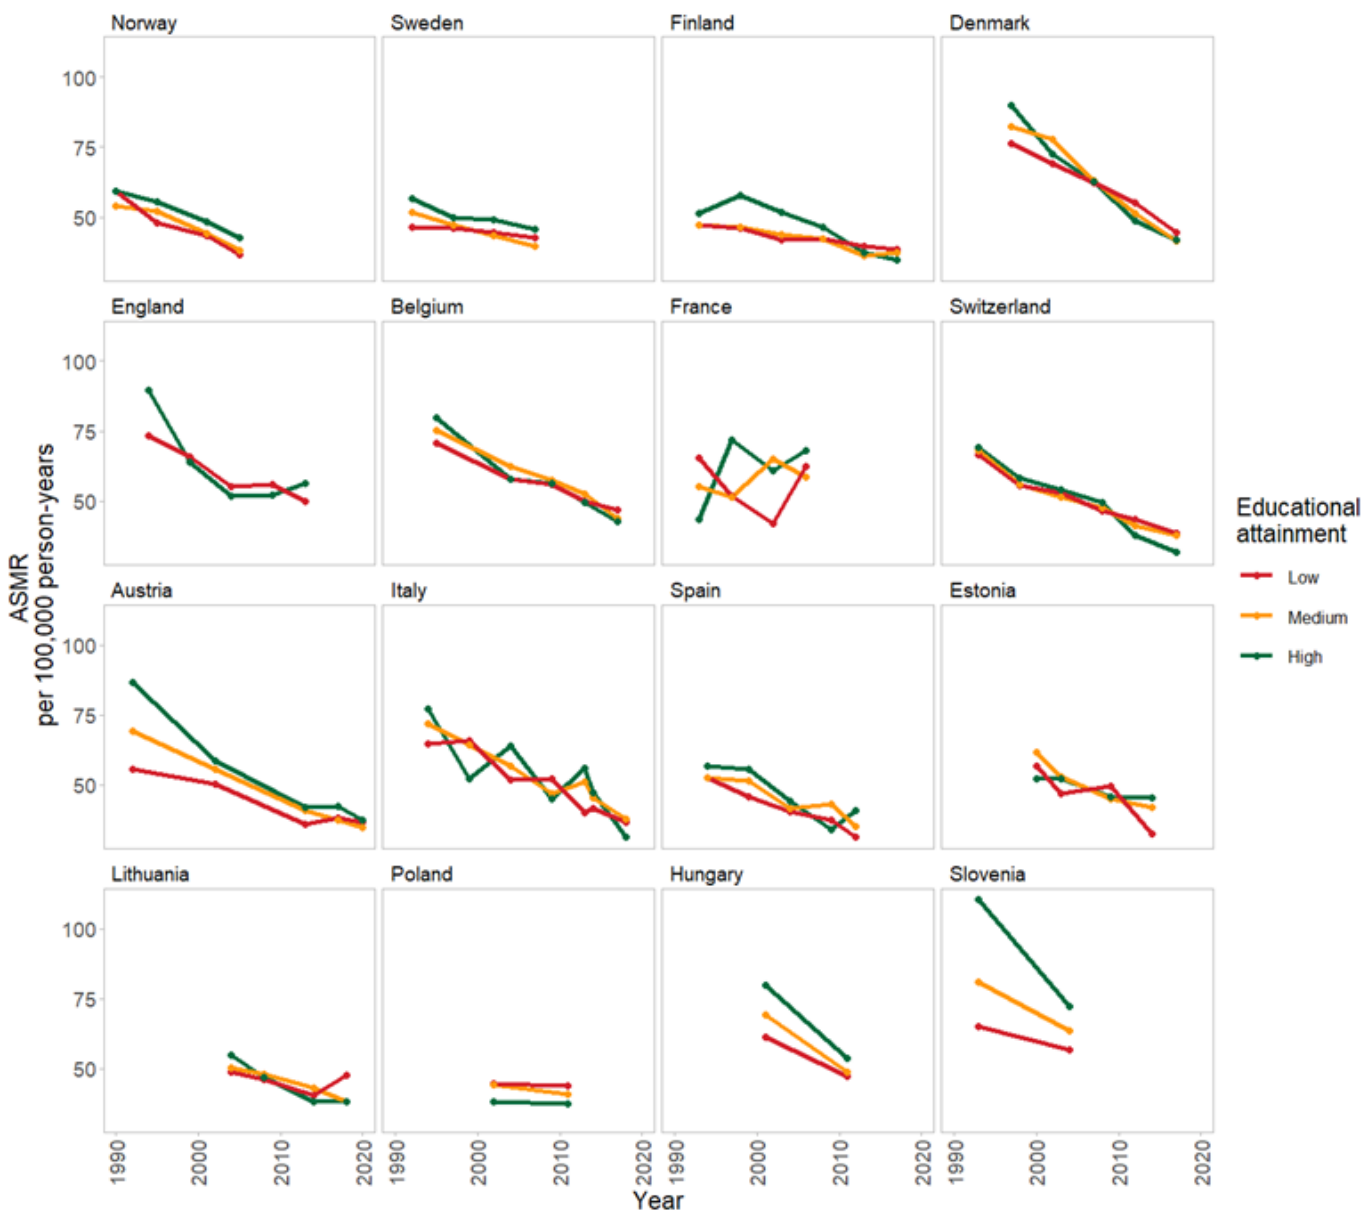 Norway Sweden Finland Denmark
100
75
50
England Belgium France Switzerland
100
75
50
Austria Italy Spain Estonia
100
75
50
Lithuania Poland Hungary Slovenia
100
75
50
1990 2000 2010 2020 1990 2000 2010 2020 1990 2000 2010 2020 1990 2000 2010 2020
Year
ASMR
per 100,000 person-years
Educational
attainment
Low
Medium
High